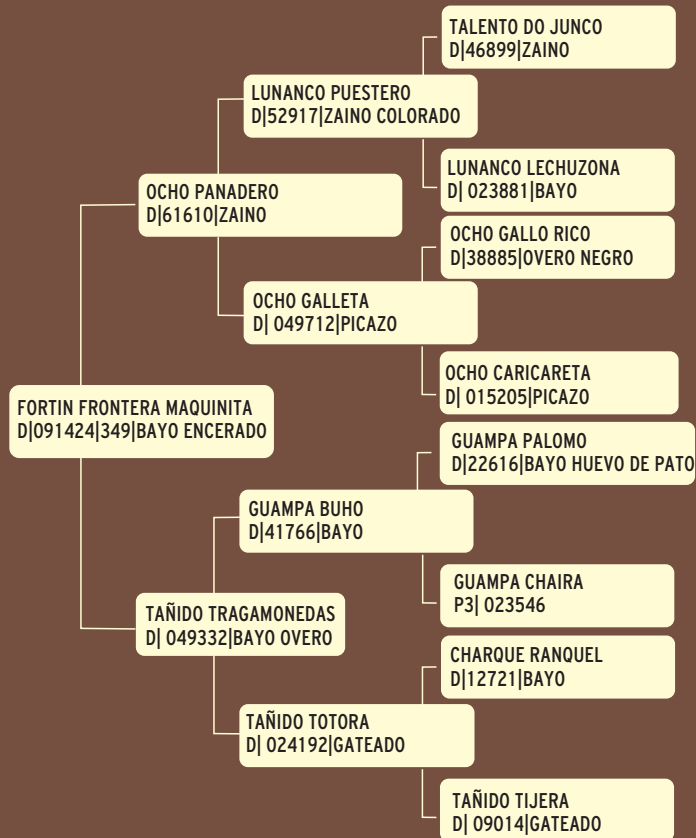 TALENTO DO JUNCO
D|46899|ZAINO
LUNANCO PUESTERO
D|52917|ZAINO COLORADO
LUNANCO LECHUZONA
D| 023881|BAYO
OCHO PANADERO
D|61610|ZAINO
OCHO GALLO RICO
D|38885|OVERO NEGRO
OCHO GALLETA
D| 049712|PICAZO
OCHO CARICARETA
D| 015205|PICAZO
FORTIN FRONTERA MAQUINITA
D|091424|349|BAYO ENCERADO
GUAMPA PALOMO
D|22616|BAYO HUEVO DE PATO
GUAMPA BUHO
D|41766|BAYO
GUAMPA CHAIRA
P3| 023546
TAÑIDO TRAGAMONEDAS
D| 049332|BAYO OVERO
CHARQUE RANQUEL
D|12721|BAYO
TAÑIDO TOTORA
D| 024192|GATEADO
TAÑIDO TIJERA
D| 09014|GATEADO